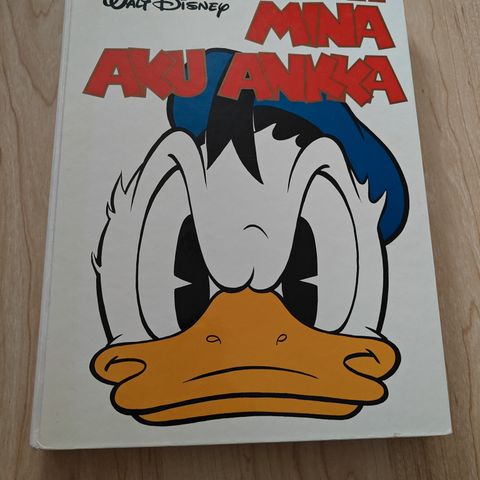 Walt Disney
MINÄ
AKU ANKKA